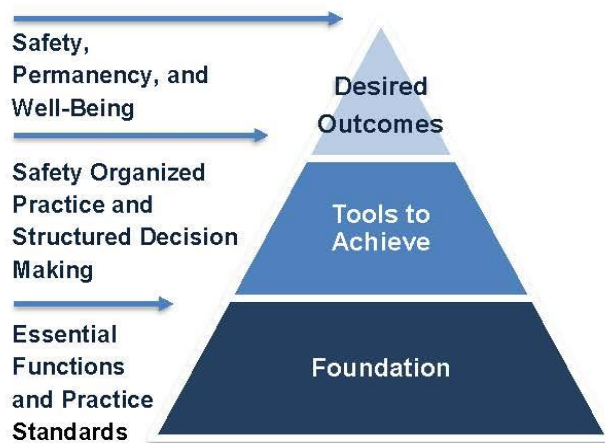 Safety,
Permanency, and
Well-Being
Desired
Outcomes
Safety Organized
Practice and
Structured Decision
Making
Tools to
Achieve
Essential
Functions
and Practice
Standards
Foundation